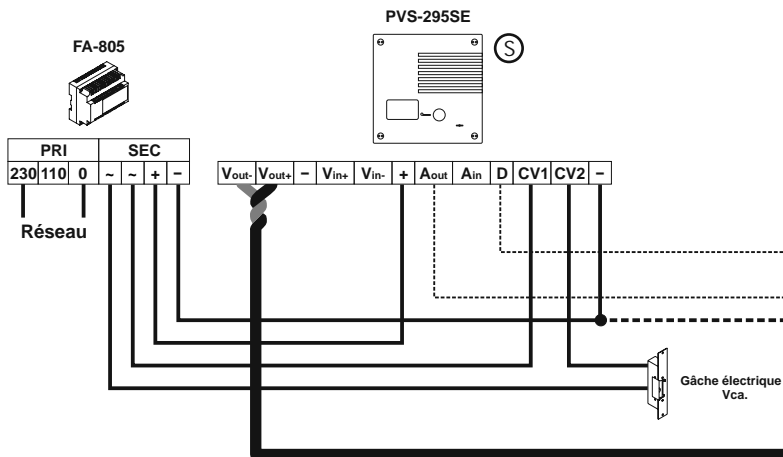 PVS-295SE
S
FA-805
PRI SEC
230 110 0 ~ ~ + −
Vout- Vout+ − Vin+ Vin- + Aout Ain D CV1 CV2 −
Réseau
Gâche électrique
Vca.